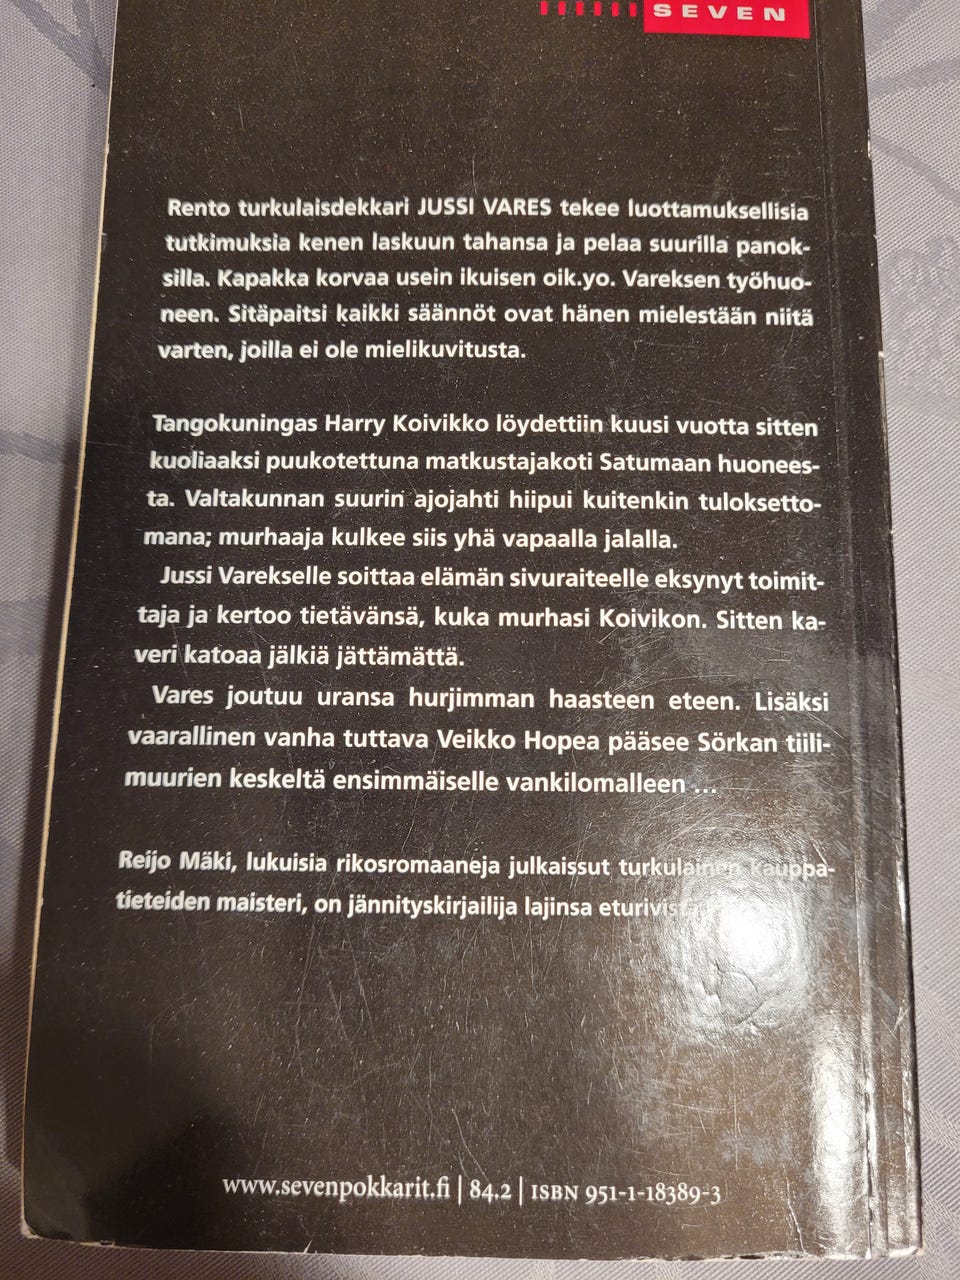 SEVEN
Rento turkulaisdekkari JUSSI VARES tekee luottamuksellisia
tutkimuksia kenen laskuun tahansa ja pelaa suurilla panok-
silla. Kapakka korvaa usein ikuisen oik.yo. Vareksen työhuo-
neen. Sitäpaitsi kaikki säännöt ovat hänen mielestään niitä
varten, joilla ei ole mielikuvitusta.
Tangokuningas Harry Koivikko löydettiin kuusi vuotta sitten
kuoliaaksi puukotettuna matkustajakoti Satumaan huonees-
ta. Valtakunnan suurin ajojahti hiipui kuitenkin tuloksetto-
mana; murhaaja kulkee siis yhä vapaalla jalalla.
Jussi Varekselle soittaa elämän sivuraiteelle eksynyt toimit-
taja ja kertoo tietävänsä, kuka murhasi Koivikon. Sitten ka-
veri katoaa jälkiä jättämättä.
Vares joutuu uransa hurjimman haasteen eteen. Lisäksi
vaarallinen vanha tuttava Veikko Hopea pääsee Sörkan tiili-
muurien keskeltä ensimmäiselle vankilomalleen ...
Reijo Mäki, lukuisia rikosromaaneja julkaissut turkulainen kauppa-
tieteiden maisteri, on jännityskirjailija lajinsa eturivistä
www.sevenpokkarit.fi | 84.2 | ISBN 951-1-18389-3